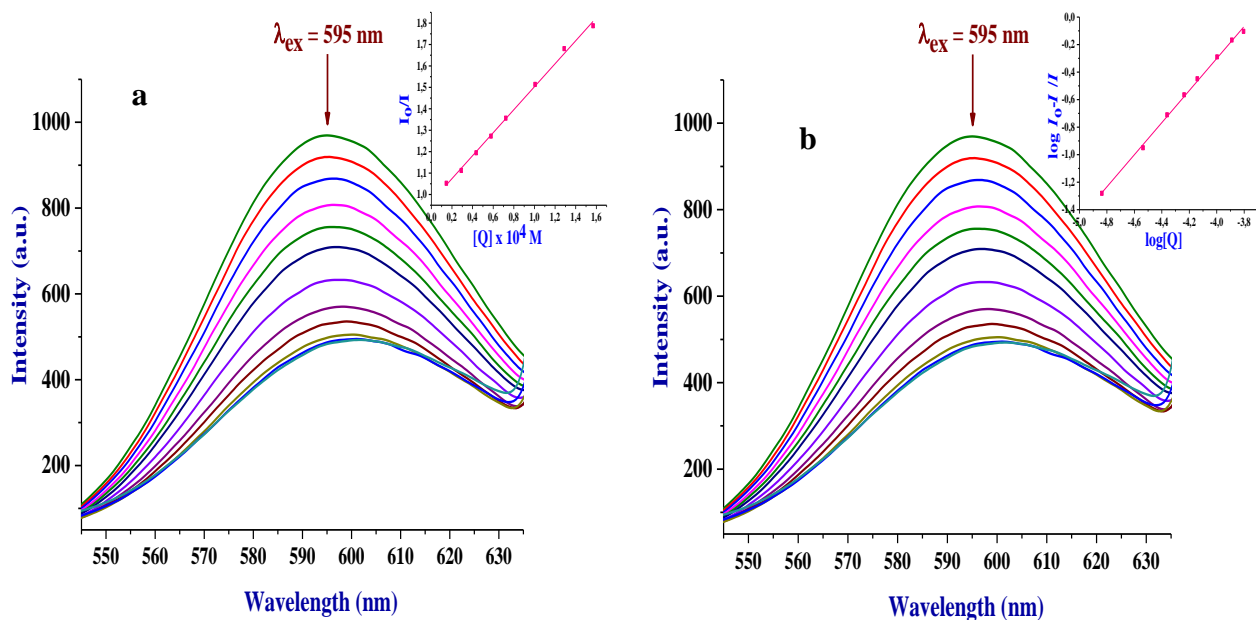 a
λex = 595 nm
Io/I
1,8
1,7
1,6
1,5
1,4
1,3
1,2
1,1
1,0
0,0 0,2 0,4 0,6 0,8 1,0 1,2 1,4 1,6
[Q] x 10^4 M
Intensity (a.u.)
1000
800
600
400
200
550 560 570 580 590 600 610 620 630
Wavelength (nm)
b
λex = 595 nm
log Io-I /I
0,0
-0,2
-0,4
-0,6
-0,8
-1,0
-1,2
-1,4
-5,0 -4,8 -4,6 -4,4 -4,2 -4,0 -3,8
log[Q]
Intensity (a.u.)
1000
800
600
400
200
550 560 570 580 590 600 610 620 630
Wavelength (nm)